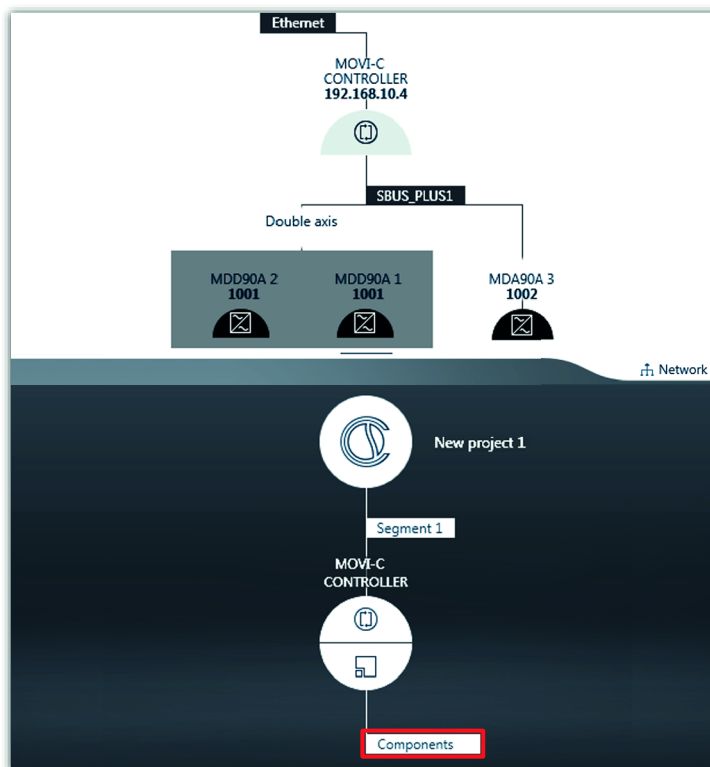 Ethernet
MOVI-C
CONTROLLER
192.168.10.4
SBUS_PLUS1
Double axis
MDD90A 2
1001
MDD90A 1
1001
MDA90A 3
1002
Network
New project 1
Segment 1
MOVI-C
CONTROLLER
Components